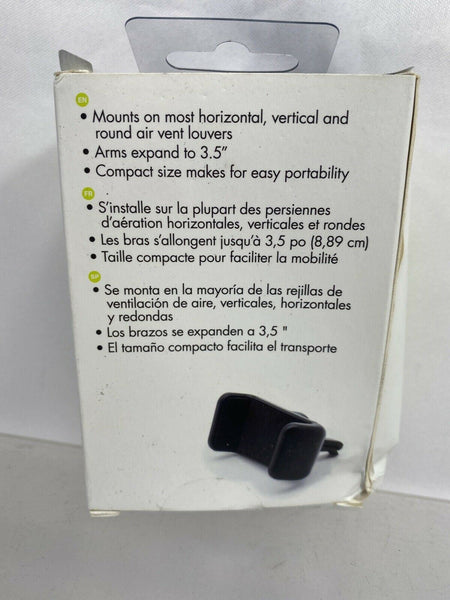 EN
• Mounts on most horizontal, vertical and
round air vent louvers
• Arms expand to 3.5"
• Compact size makes for easy portability
FR
• S'installe sur la plupart des persiennes
d'aération horizontales, verticales et rondes
• Les bras s'allongent jusqu'à 3,5 po (8,89 cm)
• Taille compacte pour faciliter la mobilité
SP
• Se monta en la mayoría de las rejillas de
ventilación de aire, verticales, horizontales
y redondas
• Los brazos se expanden a 3,5 "
• El tamaño compacto facilita el transporte